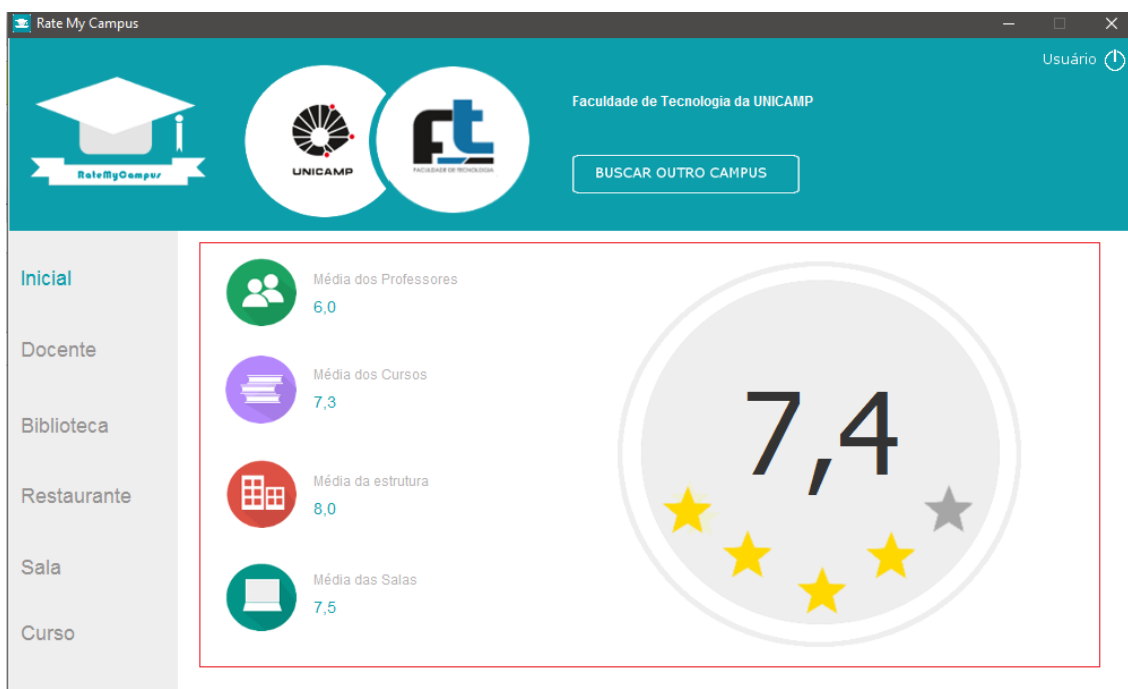 Rate My Campus
Usuário
RateMyCampus
UNICAMP
Ft
FACULDADE DE TECNOLOGIA
Faculdade de Tecnologia da UNICAMP
BUSCAR OUTRO CAMPUS
Inicial
Docente
Biblioteca
Restaurante
Sala
Curso
Média dos Professores
6,0
Média dos Cursos
7,3
Média da estrutura
8,0
Média das Salas
7,5
7,4